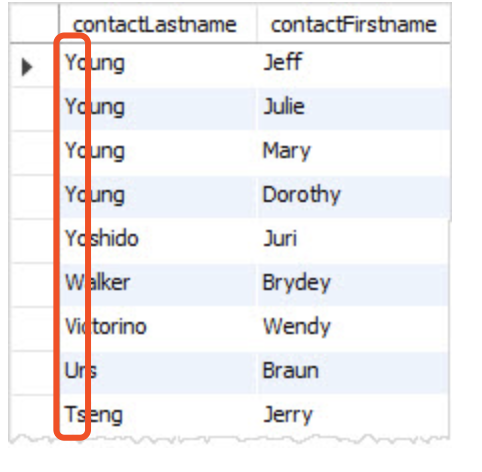 contactLastname contactFirstname
Young Jeff
Young Julie
Young Mary
Young Dorothy
Yoshido Juri
Walker Brydey
Victorino Wendy
Urs Braun
Tseng Jerry